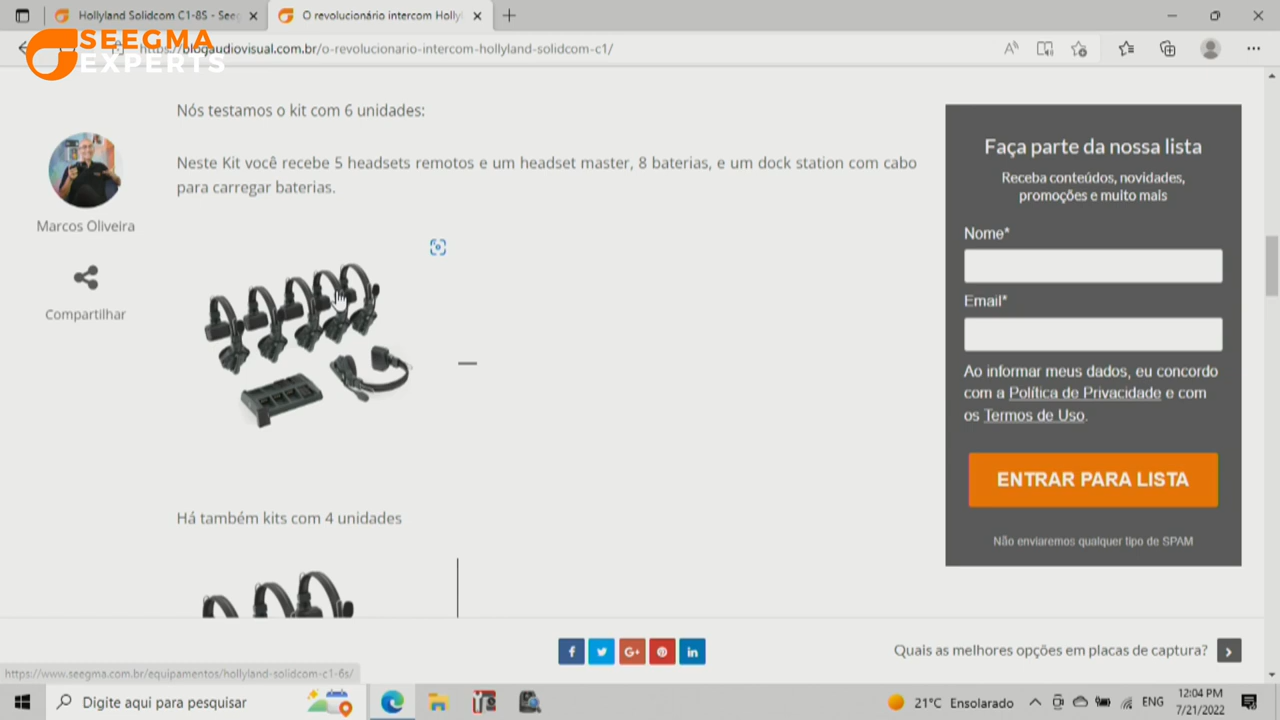 Hollyland Solidcom C1-8S - Seeg
O revolucionário intercom Holly
SEEGMA
EXPERTS
https://blogaudiovisual.com.br/o-revolucionario-intercom-hollyland-solidcom-c1/
Nós testamos o kit com 6 unidades:
Neste Kit você recebe 5 headsets remotos e um headset master, 8 baterias, e um dock station com cabo
para carregar baterias.
Marcos Oliveira
Compartilhar
Há também kits com 4 unidades
Faça parte da nossa lista
Receba conteúdos, novidades,
promoções e muito mais
Nome*
Email*
Ao informar meus dados, eu concordo
com a Política de Privacidade e com
os Termos de Uso.
ENTRAR PARA LISTA
Não enviaremos qualquer tipo de SPAM
f
G+
in
Quais as melhores opções em placas de captura?
https://www.seegma.com.br/equipamentos/hollyland-solidcom-c1-6s/
Digite aqui para pesquisar
21°C Ensolarado
ENG
12:04 PM
7/21/2022